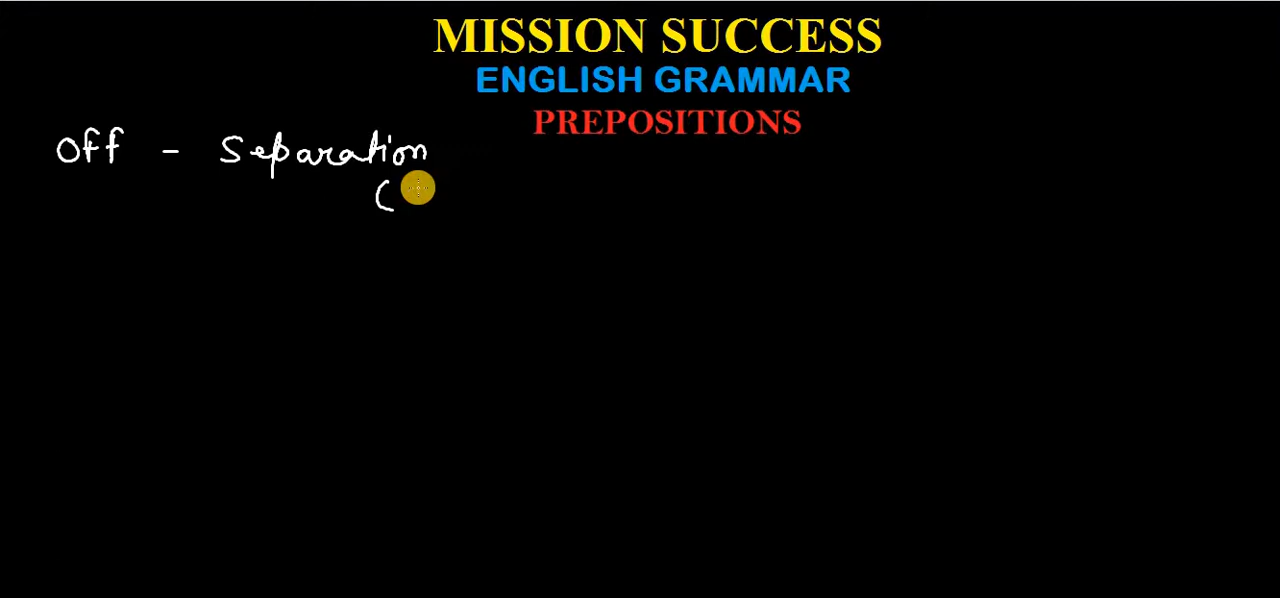 MISSION SUCCESS
ENGLISH GRAMMAR
PREPOSITIONS
Off - Separation
(